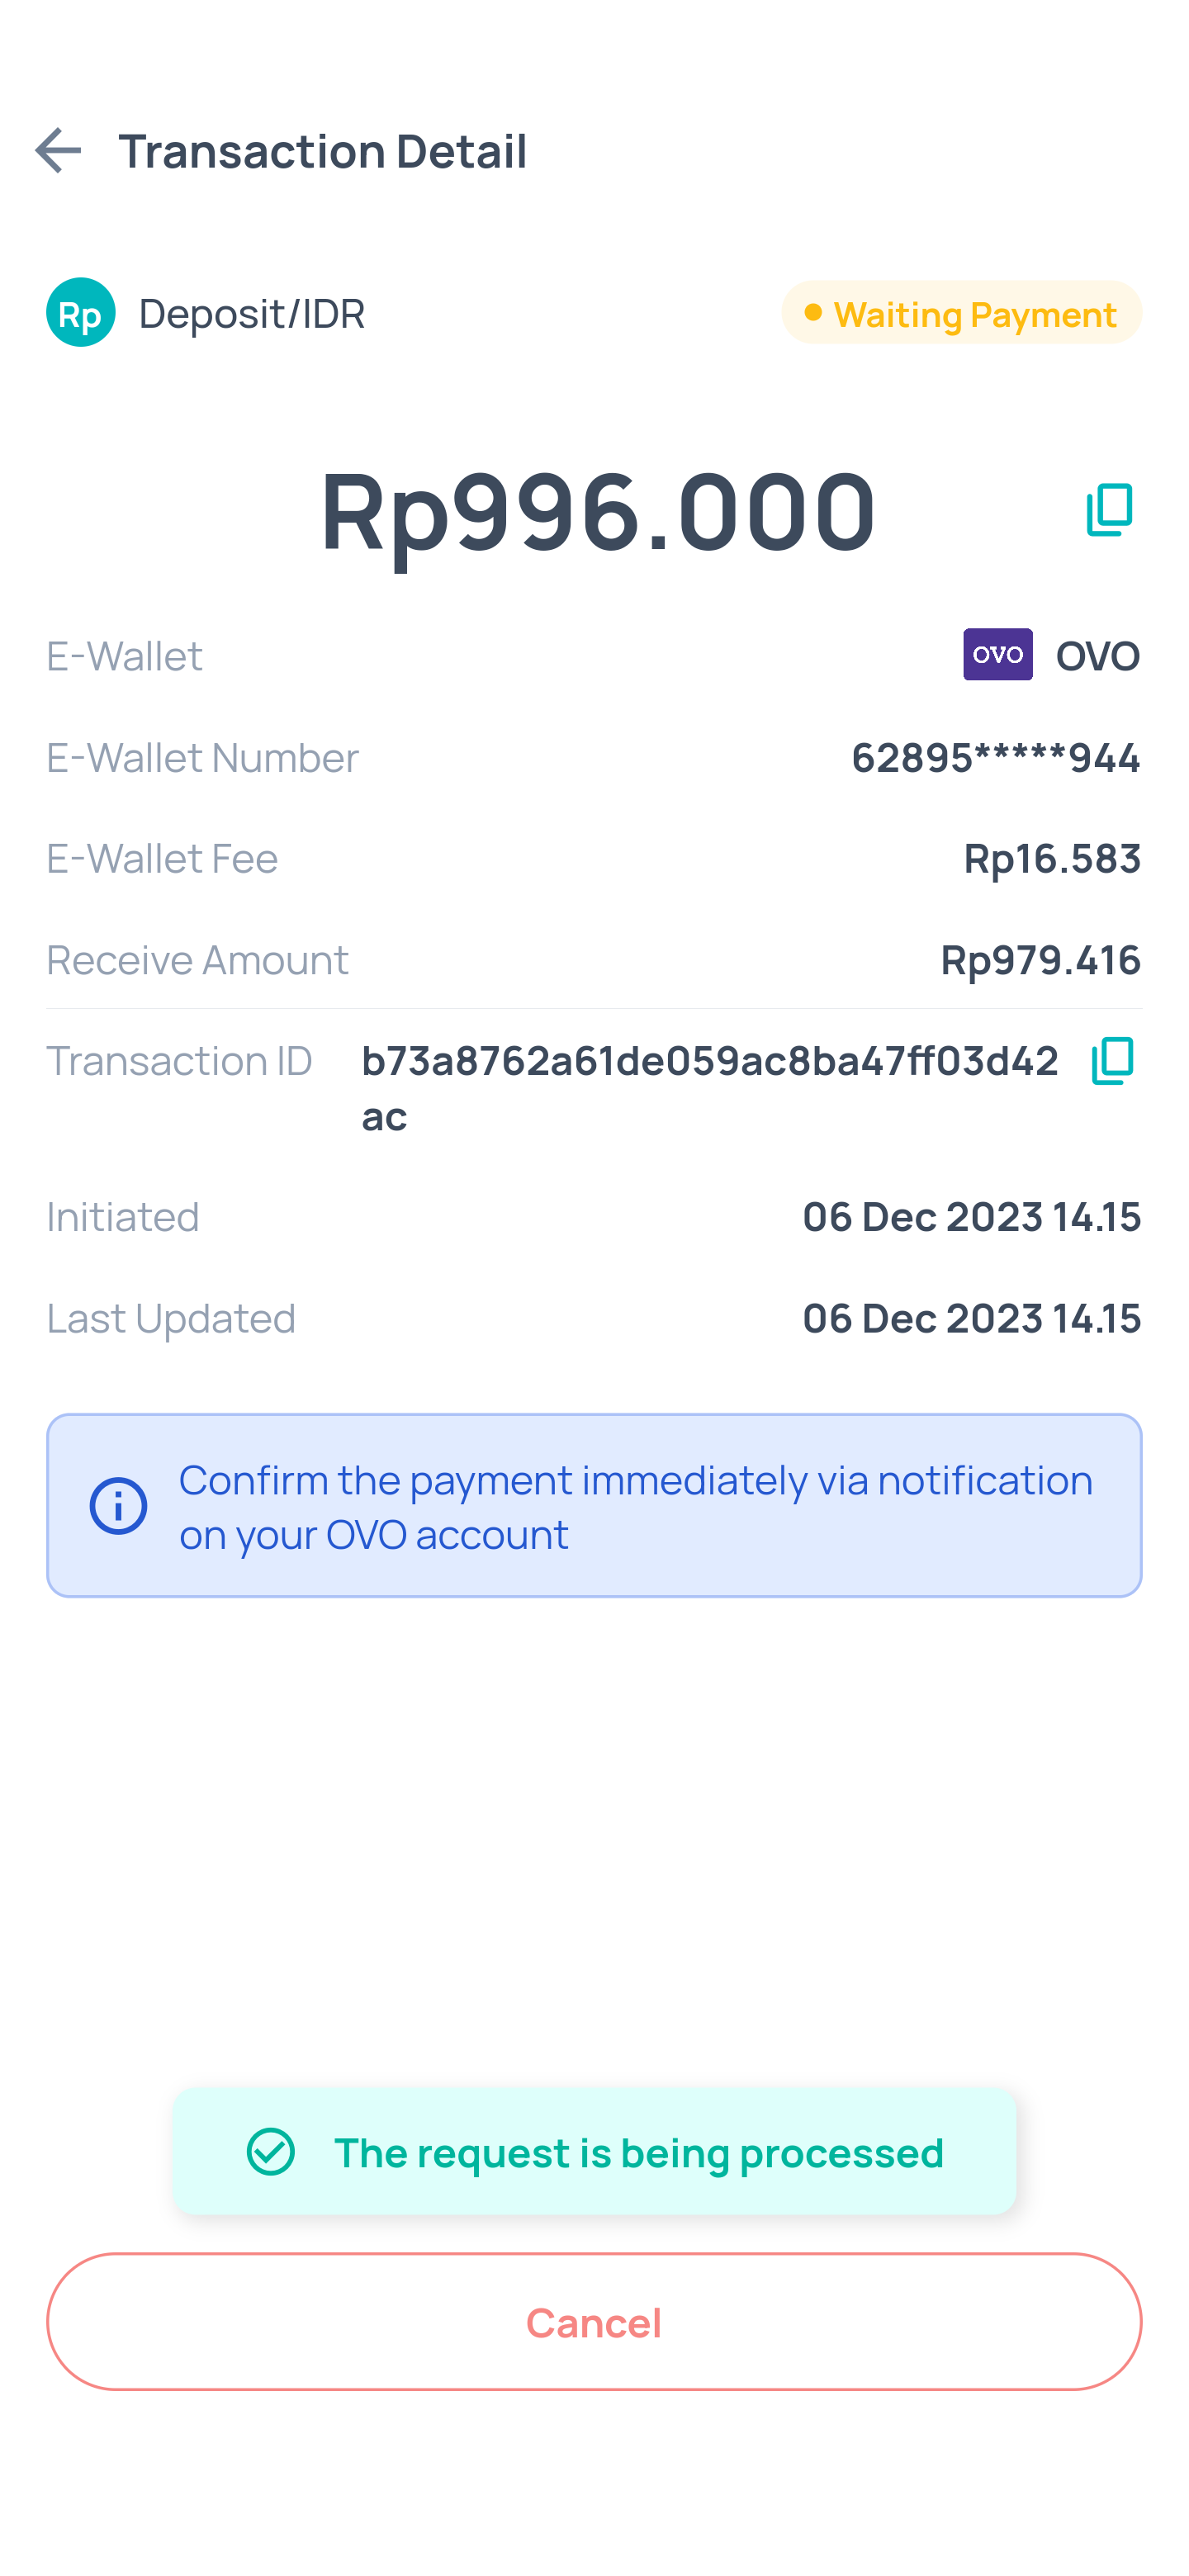 Transaction Detail
Rp Deposit/IDR Waiting Payment
Rp996.000
E-Wallet OVO OVO
E-Wallet Number 62895*****944
E-Wallet Fee Rp16.583
Receive Amount Rp979.416
Transaction ID b73a8762a61de059ac8ba47ff03d42
ac
Initiated 06 Dec 2023 14.15
Last Updated 06 Dec 2023 14.15
Confirm the payment immediately via notification
on your OVO account
The request is being processed
Cancel